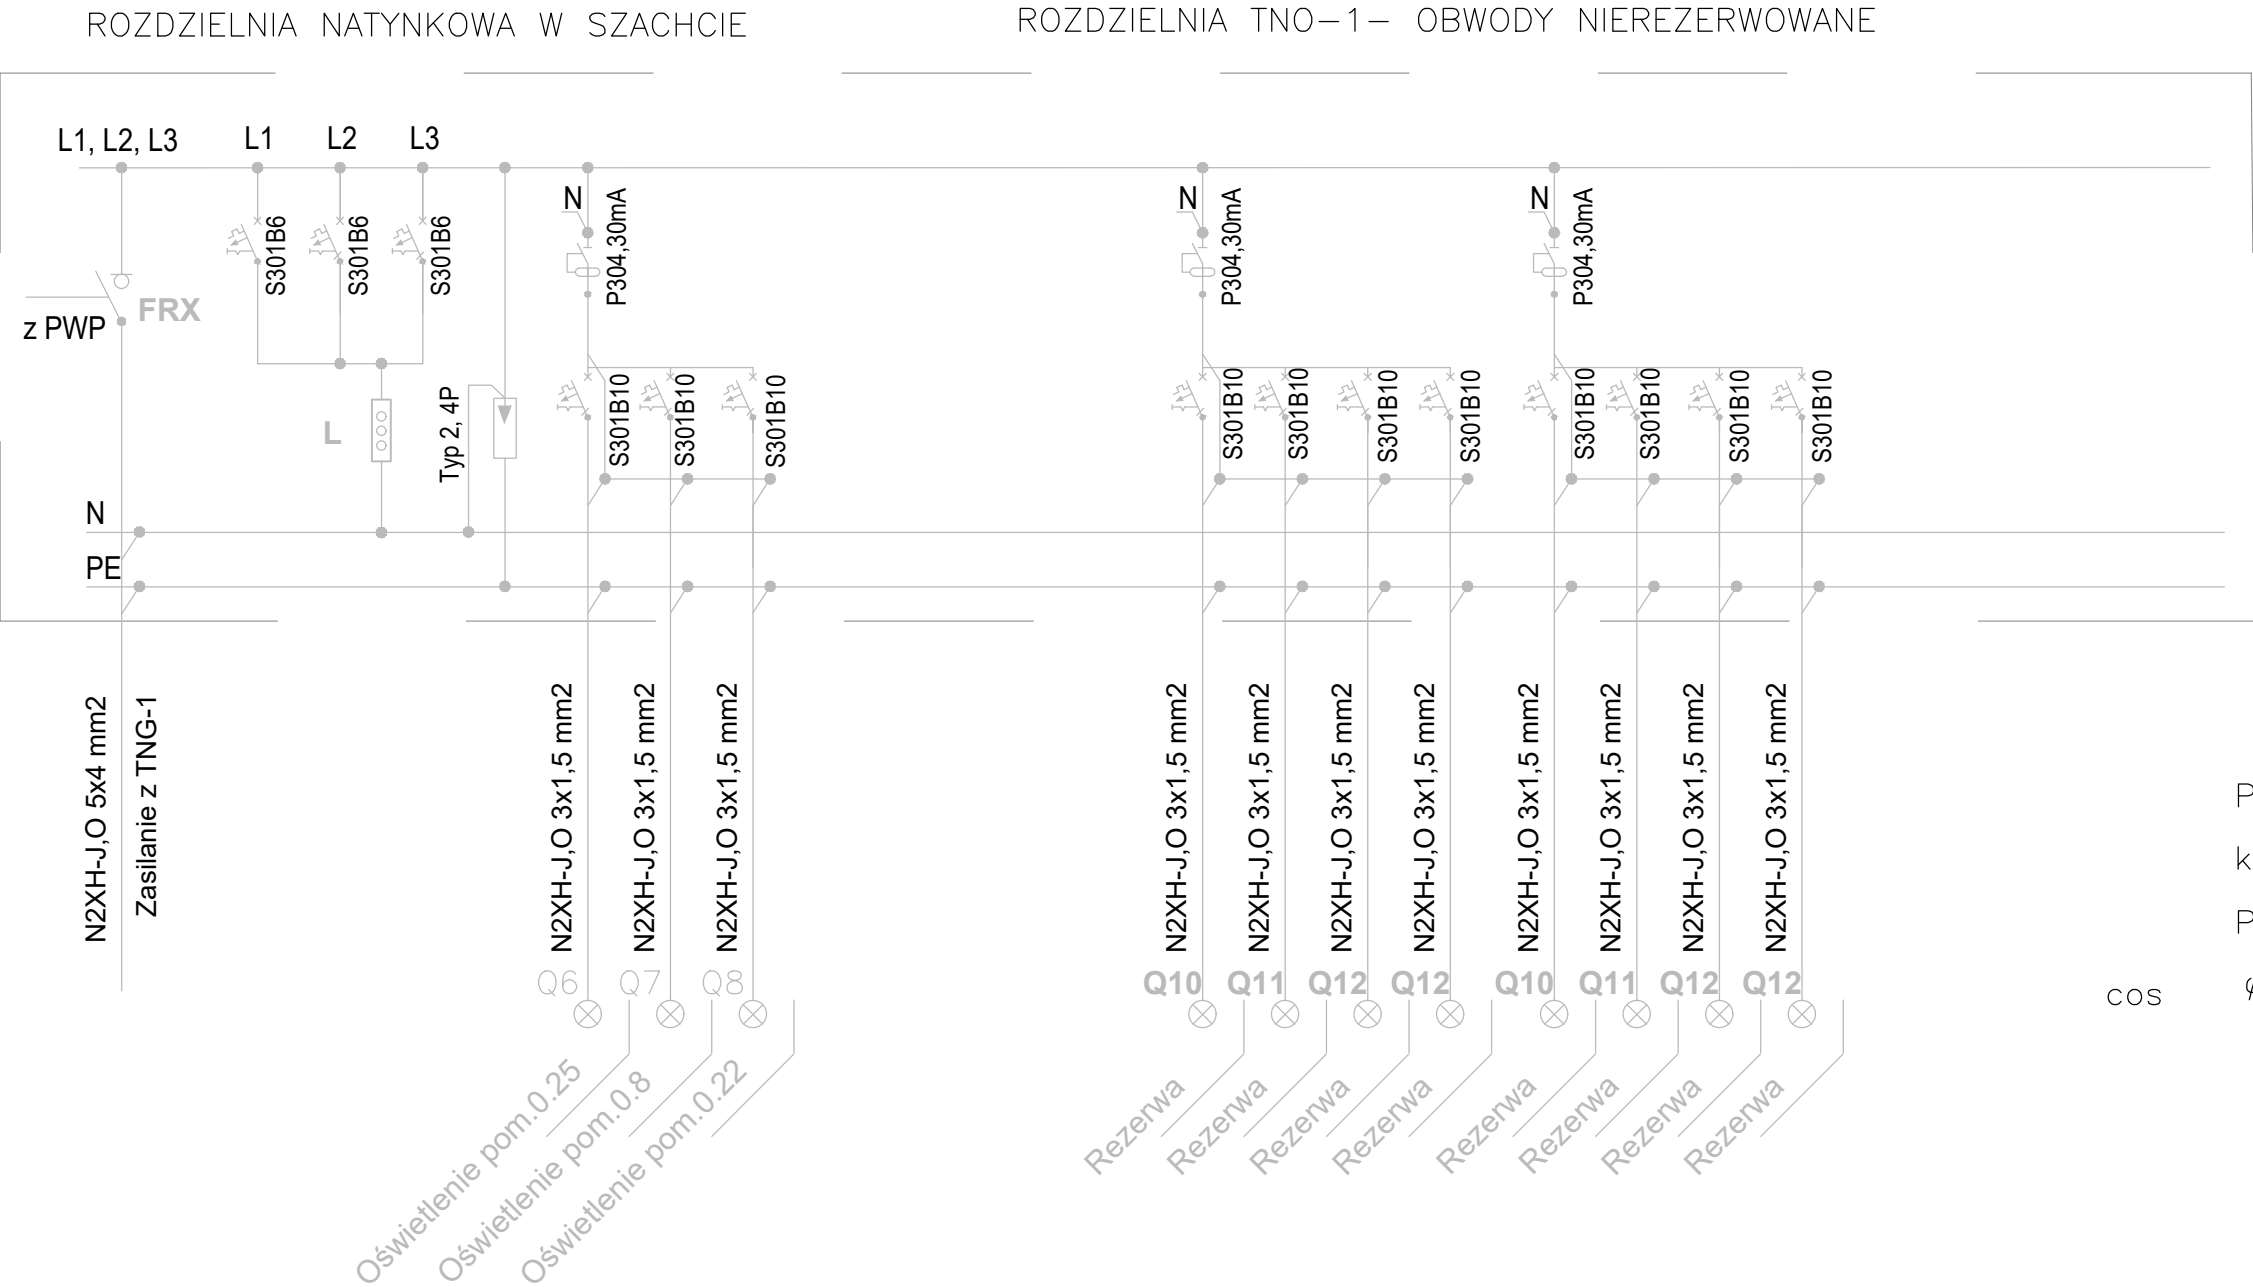 ROZDZIELNIA NATYNKOWA W SZACHCIE
ROZDZIELNIA TNO-1- OBWODY NIEREZERWOWANE
L1, L2, L3
L1
L2
L3
N
N
N
S301B6
S301B6
S301B6
P304,30mA
P304,30mA
P304,30mA
FRX
z PWP
L
Typ 2, 4P
S301B10
S301B10
S301B10
S301B10
S301B10
S301B10
S301B10
S301B10
S301B10
S301B10
S301B10
N
PE
N2XH-J,O 5x4 mm2
Zasilanie z TNG-1
N2XH-J,O 3x1,5 mm2
N2XH-J,O 3x1,5 mm2
N2XH-J,O 3x1,5 mm2
N2XH-J,O 3x1,5 mm2
N2XH-J,O 3x1,5 mm2
N2XH-J,O 3x1,5 mm2
N2XH-J,O 3x1,5 mm2
N2XH-J,O 3x1,5 mm2
N2XH-J,O 3x1,5 mm2
N2XH-J,O 3x1,5 mm2
N2XH-J,O 3x1,5 mm2
P
k
P
cos
Q6
Q7
Q8
Q10
Q11
Q12
Q12
Q10
Q11
Q12
Q12
Oświetlenie pom.0.25
Oświetlenie pom.0.8
Oświetlenie pom.0.22
Rezerwa
Rezerwa
Rezerwa
Rezerwa
Rezerwa
Rezerwa
Rezerwa
Rezerwa